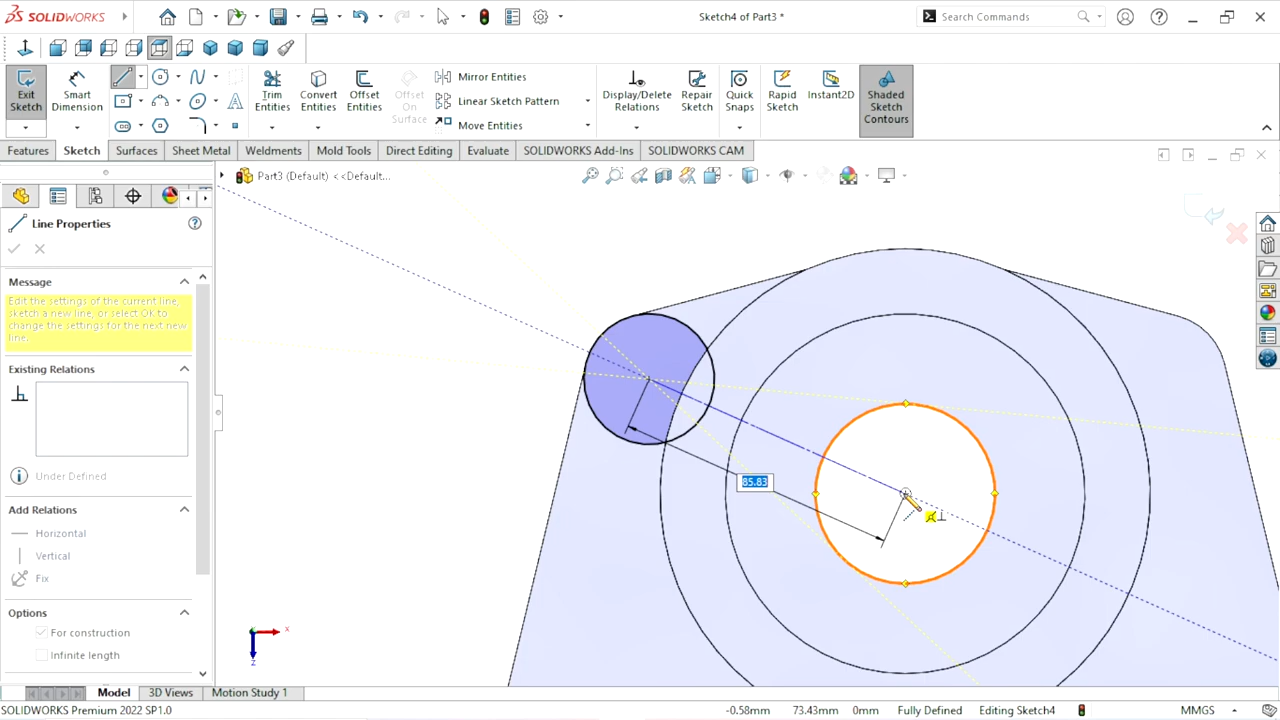 SOLIDWORKS
Sketch4 of Part3 *
Search Commands
Exit Sketch
Smart Dimension
Trim Entities
Convert Entities
Offset Entities
Offset On Surface
Mirror Entities
Linear Sketch Pattern
Move Entities
Display/Delete Relations
Repair Sketch
Quick Snaps
Rapid Sketch
Instant2D
Shaded Sketch Contours
Features
Sketch
Surfaces
Sheet Metal
Weldments
Mold Tools
Direct Editing
Evaluate
SOLIDWORKS Add-Ins
SOLIDWORKS CAM
Part3 (Default) <<Default...
Line Properties
Message
Edit the settings of the current line,
sketch a new line, or select OK to
change the settings for the next new
line.
Existing Relations
Under Defined
Add Relations
Horizontal
Vertical
Fix
Options
For construction
Infinite length
85.83
x
z
Model
3D Views
Motion Study 1
SOLIDWORKS Premium 2022 SP1.0
-0.58mm
73.43mm
0mm
Fully Defined
Editing Sketch4
MMGS